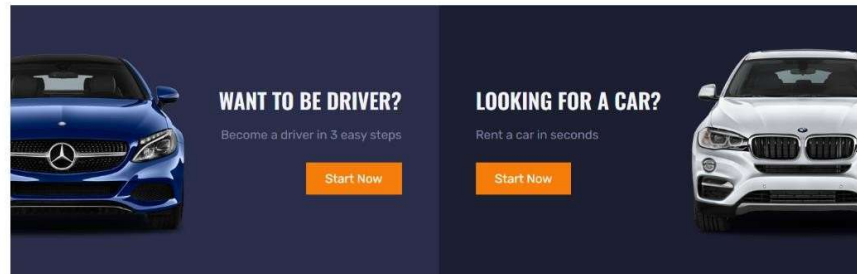 WANT TO BE DRIVER?
Become a driver in 3 easy steps
Start Now
LOOKING FOR A CAR?
Rent a car in seconds
Start Now